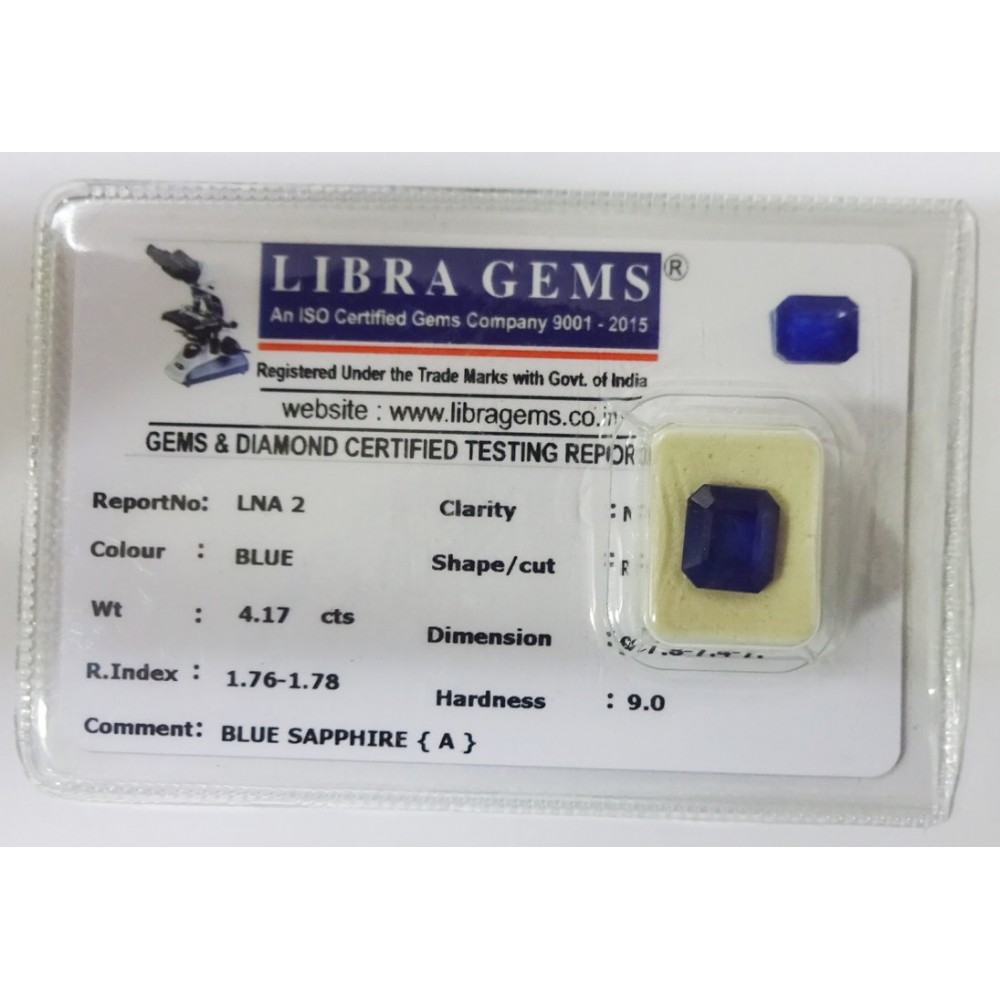 LIBRA GEMS®
An ISO Certified Gems Company 9001 - 2015
Registered Under the Trade Marks with Govt. of India
website : www.libragems.co.in
GEMS & DIAMOND CERTIFIED TESTING REPOR
ReportNo: LNA 2 Clarity :
Colour : BLUE Shape/cut :
Wt : 4.17 cts Dimension :
R.Index : 1.76-1.78 Hardness : 9.0
Comment: BLUE SAPPHIRE { A }